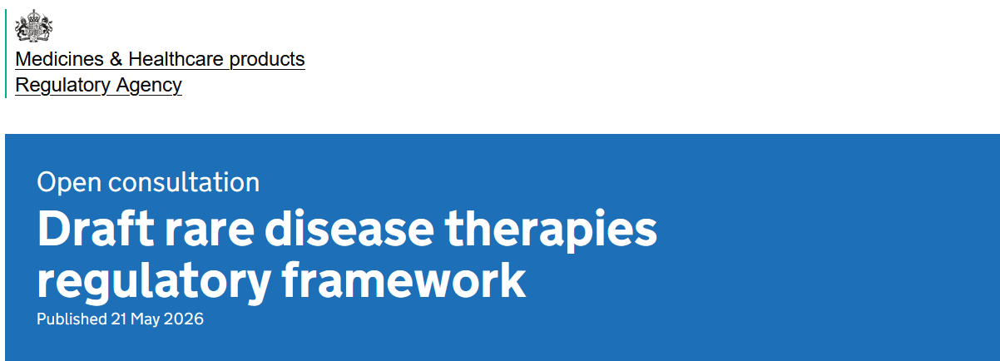 Medicines & Healthcare products
Regulatory Agency
Open consultation
Draft rare disease therapies
regulatory framework
Published 21 May 2026